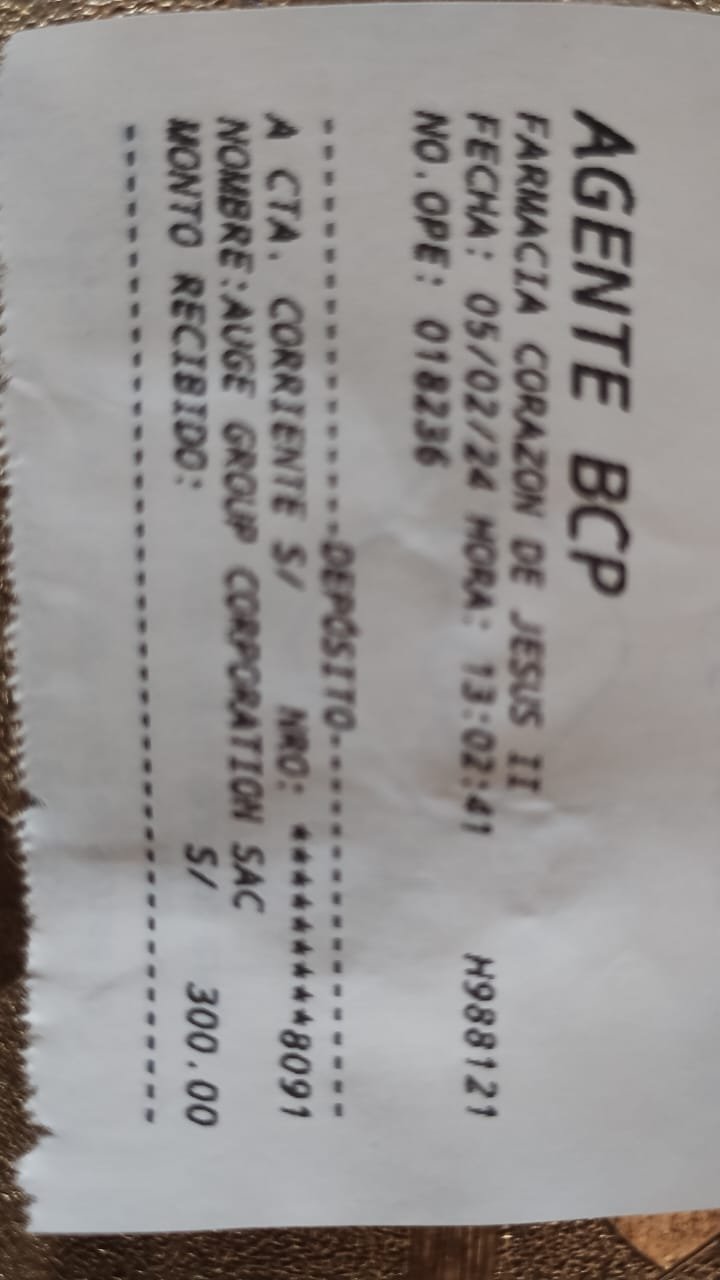 AGENTE BCP
FARMACIA CORAZON DE JESUS II
FECHA: 05/02/24 HORA: 13:02:41 H988121
NO.OPE: 018236
---------------DEPÓSITO---------------
A CTA. CORRIENTE S/ NRO: **********8091
NOMBRE:AUGE GROUP CORPORATION SAC
MONTO RECIBIDO: S/ 300.00